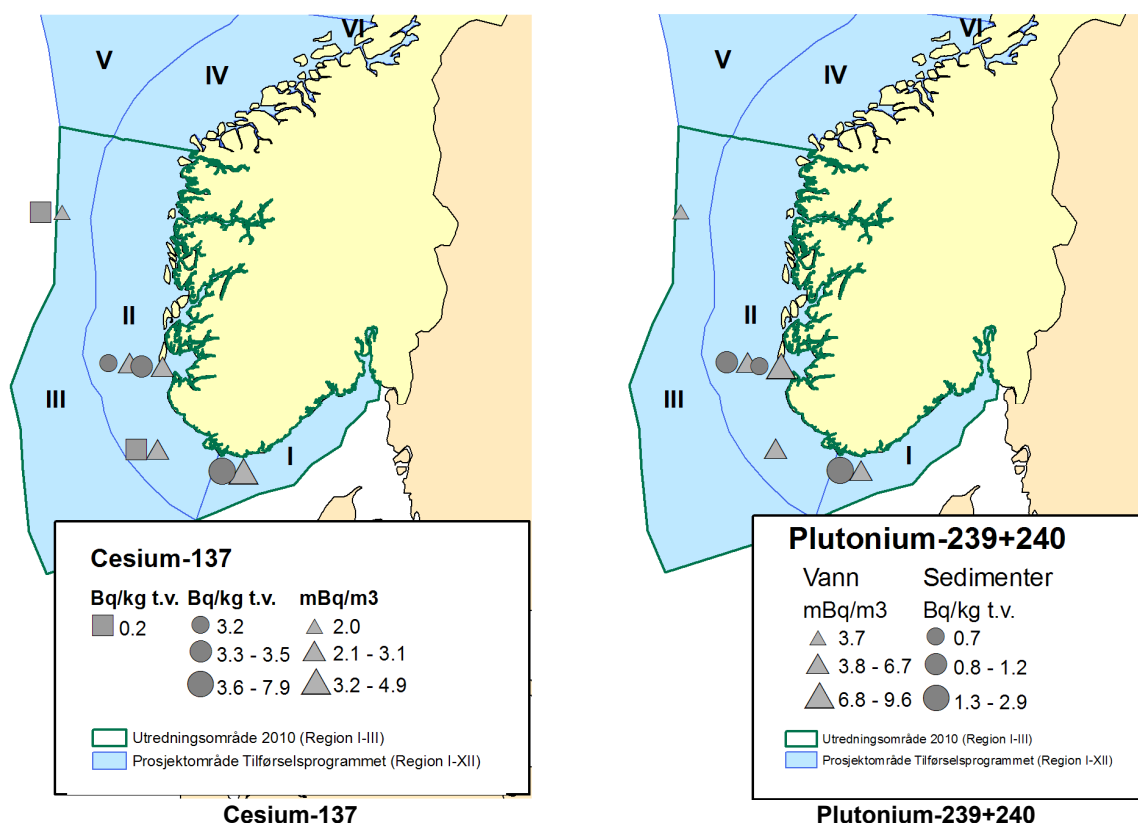 V
IV
VI
II
III
I
Cesium-137
Bq/kg t.v. Bq/kg t.v. mBq/m3
0.2 3.2 2.0
3.3 - 3.5 2.1 - 3.1
3.6 - 7.9 3.2 - 4.9
Utredningsområde 2010 (Region I-III)
Prosjektområde Tilførselsprogrammet (Region I-XII)
Cesium-137
V
IV
VI
II
III
I
Plutonium-239+240
Vann Sedimenter
mBq/m3 Bq/kg t.v.
3.7 0.7
3.8 - 6.7 0.8 - 1.2
6.8 - 9.6 1.3 - 2.9
Utredningsområde 2010 (Region I-III)
Prosjektområde Tilførselsprogrammet (Region I-XII)
Plutonium-239+240